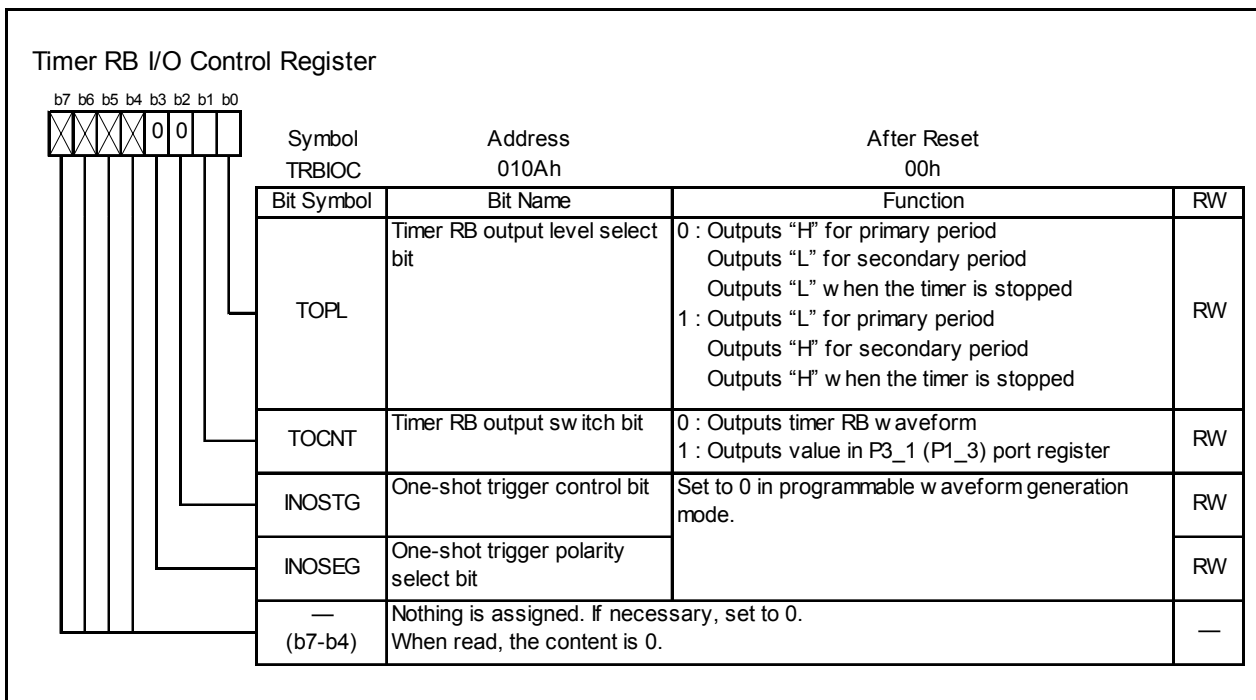 Timer RB I/O Control Register
b7 b6 b5 b4 b3 b2 b1 b0
0 0
Symbol Address After Reset
TRBIOC 010Ah 00h
Bit Symbol Bit Name Function RW
TOPL
Timer RB output level select
bit
0 : Outputs “H” for primary period
Outputs “L” for secondary period
Outputs “L” when the timer is stopped
1 : Outputs “L” for primary period
Outputs “H” for secondary period
Outputs “H” when the timer is stopped
RW
TOCNT
Timer RB output switch bit
0 : Outputs timer RB waveform
1 : Outputs value in P3_1 (P1_3) port register
RW
INOSTG
One-shot trigger control bit
Set to 0 in programmable waveform generation
mode.
RW
INOSEG
One-shot trigger polarity
select bit
RW
—
(b7-b4)
Nothing is assigned. If necessary, set to 0.
When read, the content is 0.
—